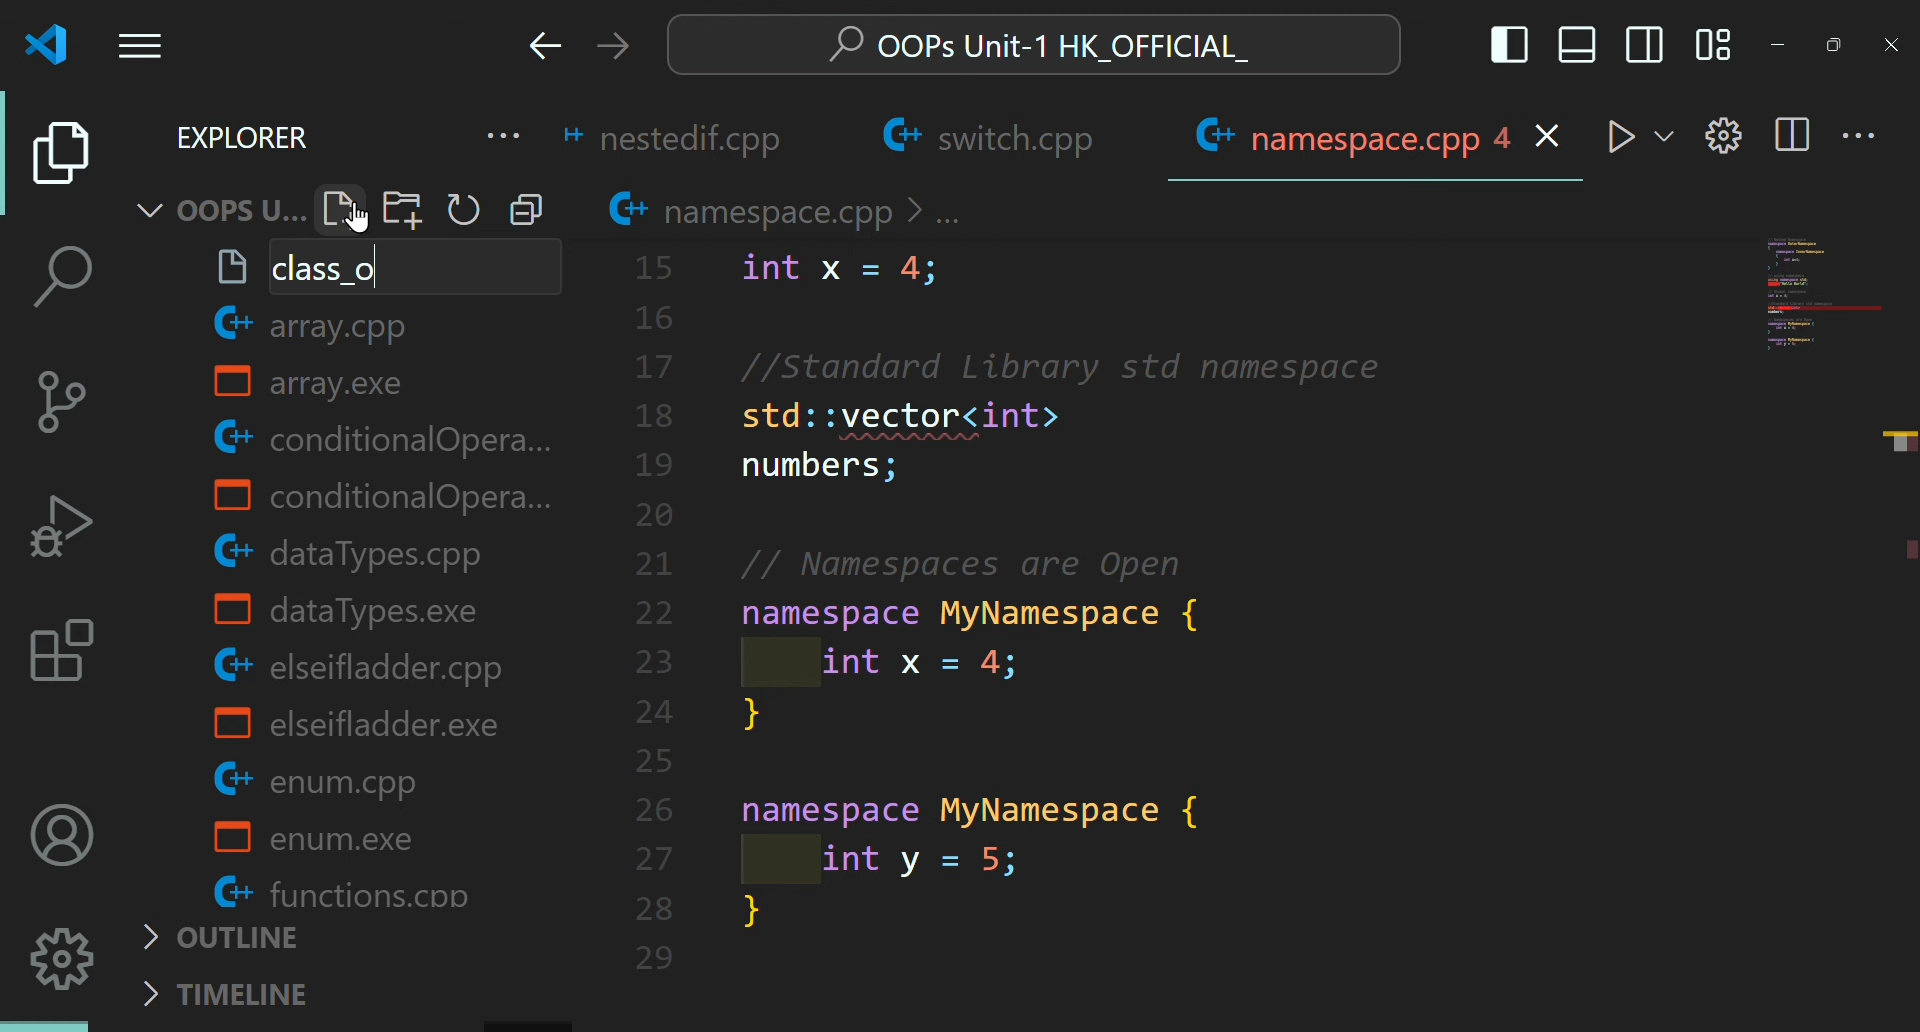 OOPs Unit-1 HK_OFFICIAL_
EXPLORER
nestedif.cpp
switch.cpp
namespace.cpp 4
OOPS U...
namespace.cpp > ...
class_o
array.cpp
array.exe
conditionalOpera...
conditionalOpera...
dataTypes.cpp
dataTypes.exe
elseifladder.cpp
elseifladder.exe
enum.cpp
enum.exe
functions.cpp
OUTLINE
TIMELINE
15 int x = 4;
16
17 //Standard Library std namespace
18 std::vector<int>
19 numbers;
20
21 // Namespaces are Open
22 namespace MyNamespace {
23 int x = 4;
24 }
25
26 namespace MyNamespace {
27 int y = 5;
28 }
29